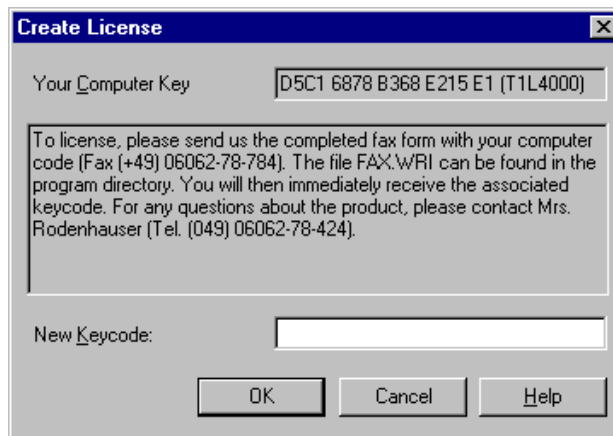 Create License
Your Computer Key D5C1 6878 B368 E215 E1 (T1L4000)
To license, please send us the completed fax form with your computer
code (Fax (+49) 06062-78-784). The file FAX.WRI can be found in the
program directory. You will then immediately receive the associated
keycode. For any questions about the product, please contact Mrs.
Rodenhauser (Tel. (049) 06062-78-424).
New Keycode:
OK Cancel Help